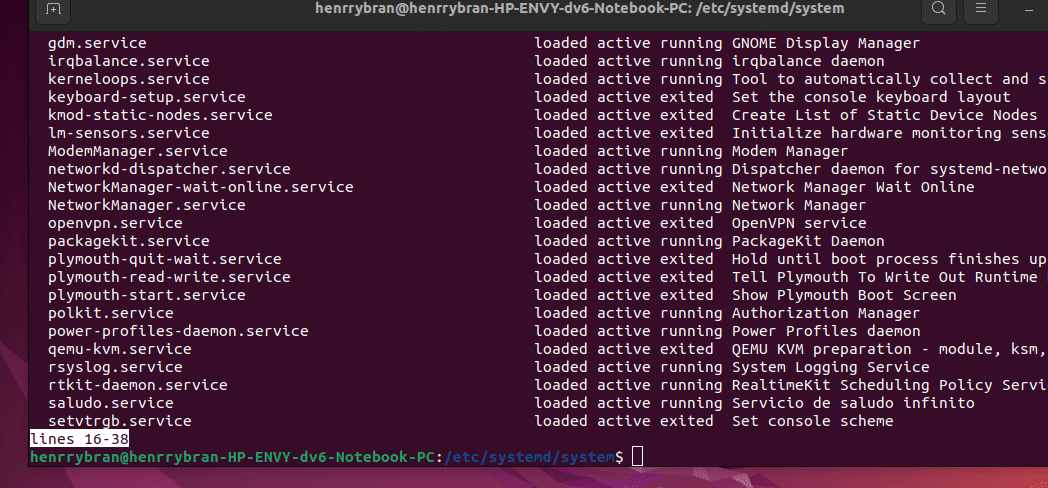 henrrybran@henrrybran-HP-ENVY-dv6-Notebook-PC: /etc/systemd/system
gdm.service loaded active running GNOME Display Manager
irqbalance.service loaded active running irqbalance daemon
kerneloops.service loaded active running Tool to automatically collect and s
keyboard-setup.service loaded active exited Set the console keyboard layout
kmod-static-nodes.service loaded active exited Create List of Static Device Nodes
lm-sensors.service loaded active exited Initialize hardware monitoring sens
ModemManager.service loaded active running Modem Manager
networkd-dispatcher.service loaded active running Dispatcher daemon for systemd-netwo
NetworkManager-wait-online.service loaded active exited Network Manager Wait Online
NetworkManager.service loaded active running Network Manager
openvpn.service loaded active exited OpenVPN service
packagekit.service loaded active running PackageKit Daemon
plymouth-quit-wait.service loaded active exited Hold until boot process finishes up
plymouth-read-write.service loaded active exited Tell Plymouth To Write Out Runtime
plymouth-start.service loaded active exited Show Plymouth Boot Screen
polkit.service loaded active running Authorization Manager
power-profiles-daemon.service loaded active running Power Profiles daemon
qemu-kvm.service loaded active exited QEMU KVM preparation - module, ksm,
rsyslog.service loaded active running System Logging Service
rtkit-daemon.service loaded active running RealtimeKit Scheduling Policy Servi
saludo.service loaded active running Servicio de saludo infinito
setvtrgb.service loaded active exited Set console scheme
lines 16-38
henrrybran@henrrybran-HP-ENVY-dv6-Notebook-PC:/etc/systemd/system$